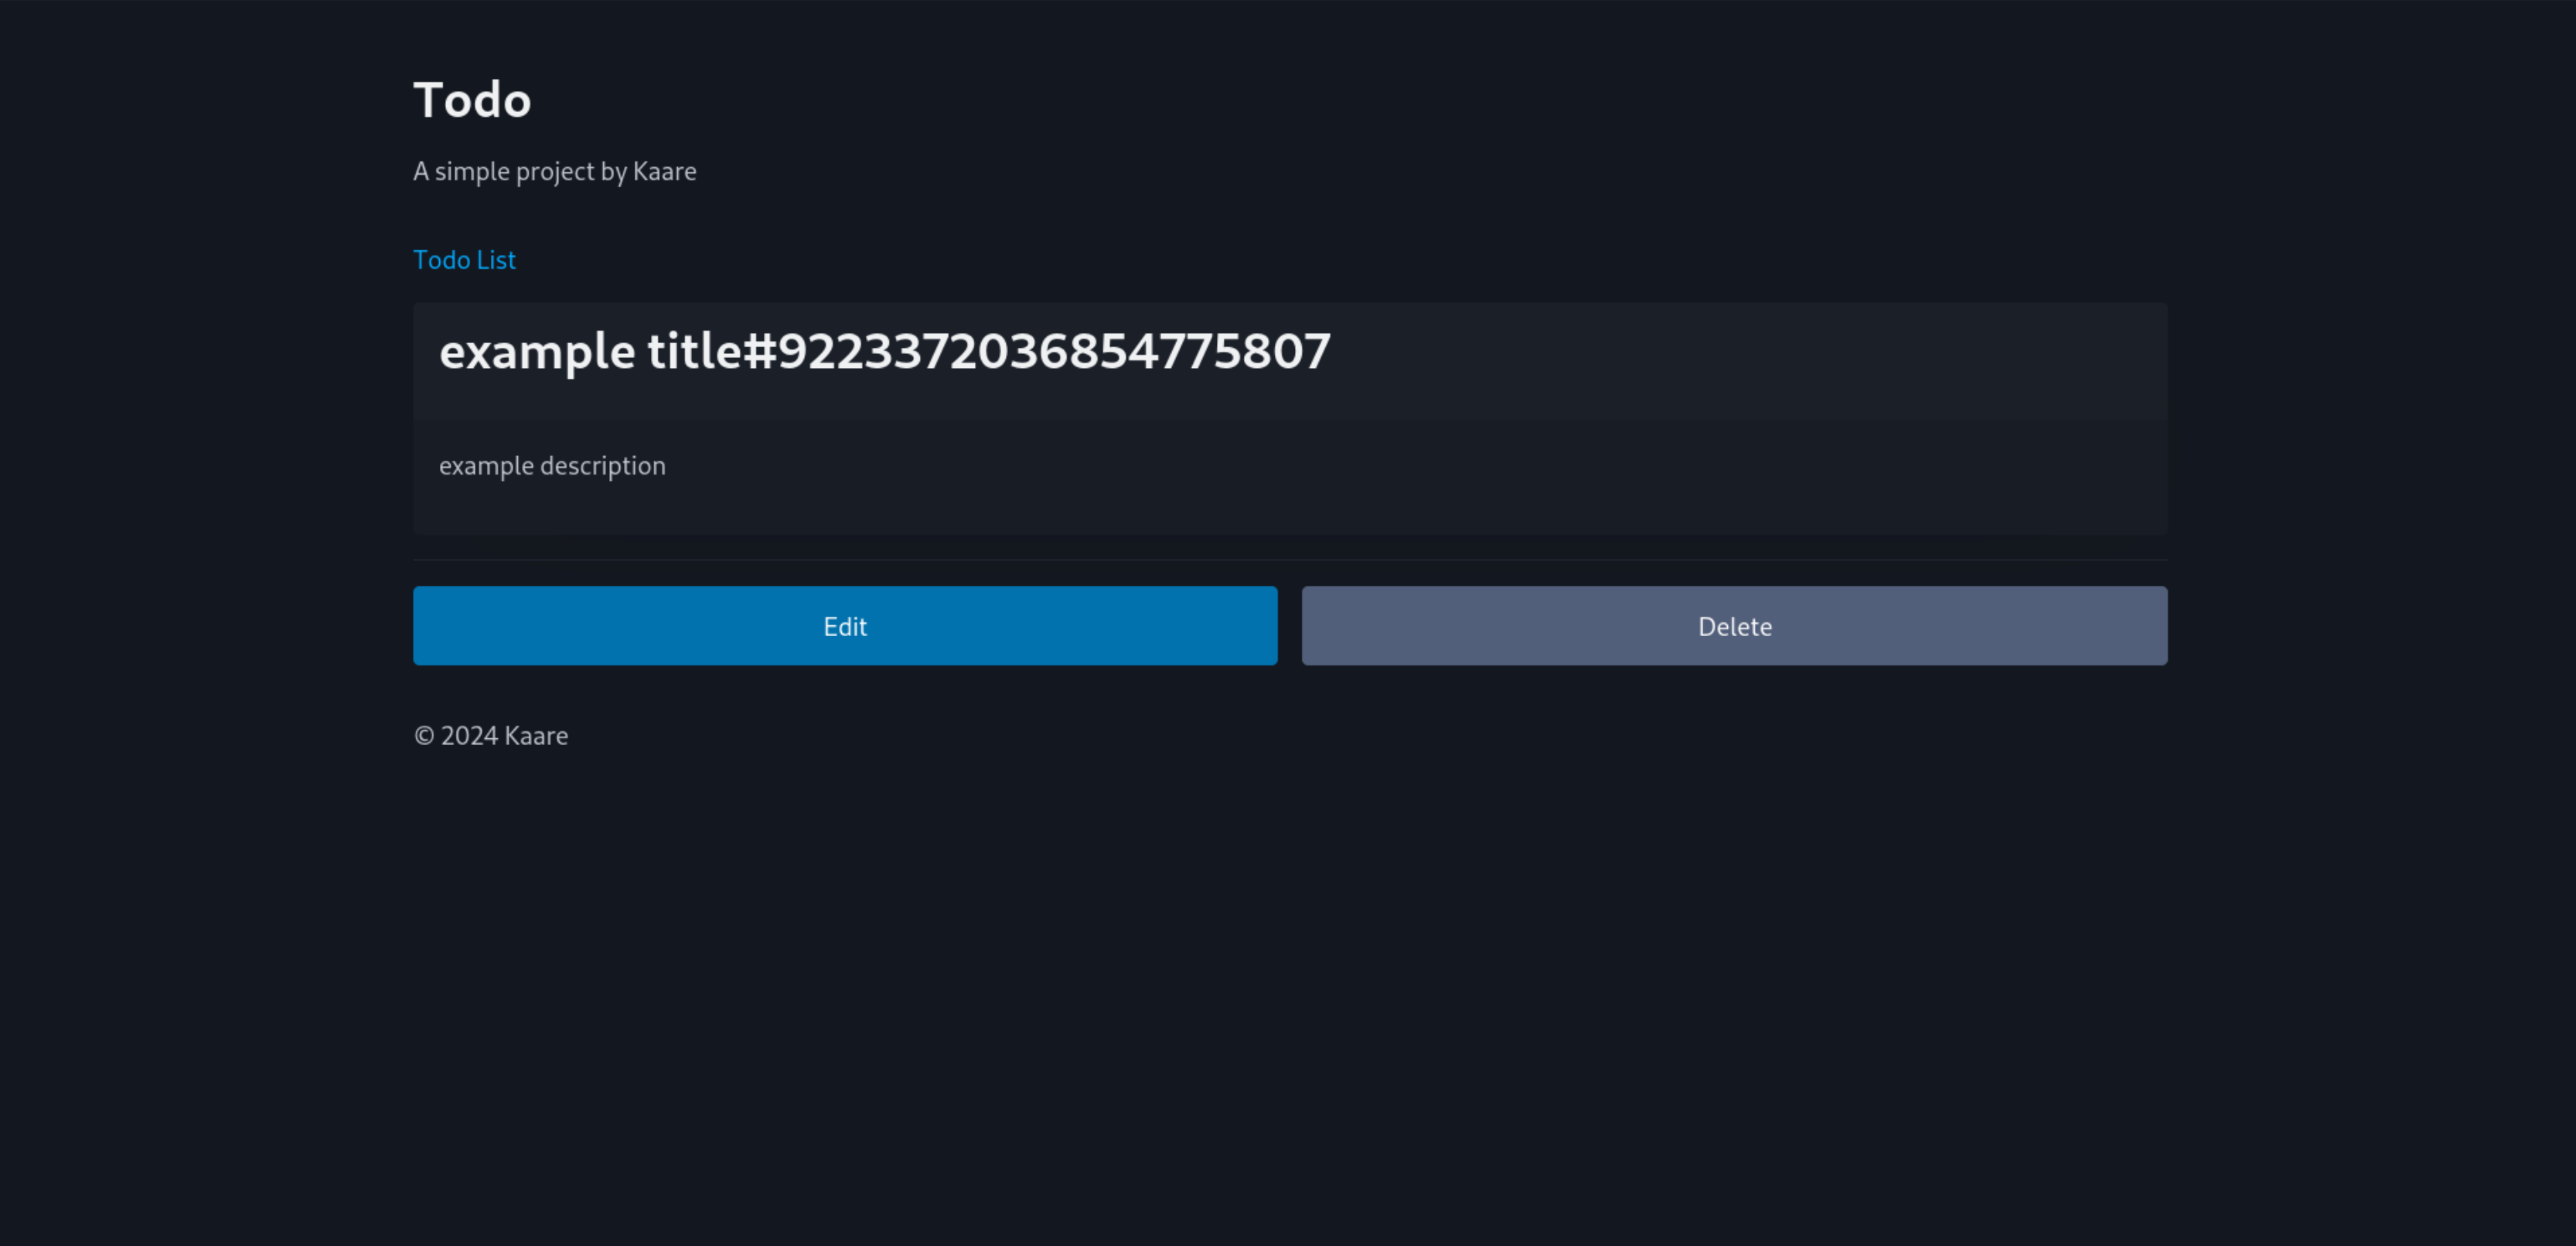 Todo
A simple project by Kaare
Todo List
example title#9223372036854775807
example description
Edit
Delete
© 2024 Kaare